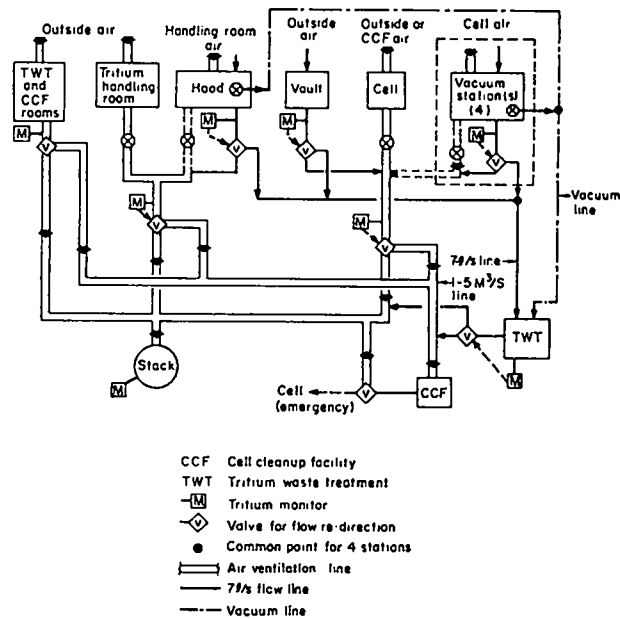 Outside air
Handling room
air
Outside
air
Outside or
CCF air
Cell air
TWT
and
CCF
rooms
Tritium
handling
room
Hood
Vault
Cell
Vacuum
station(s)
(4)
M
M
M
M
V
V
V
V
M
M
V
V
Vacuum
line
7ℓ/s
line
1-5 M³/S
line
V
TWT
M
Stack
M
Cell
(emergency)
V
CCF
CCF Cell cleanup facility
TWT Tritium waste treatment
M Tritium monitor
V Valve for flow re-direction
Common point for 4 stations
Air ventilation line
7ℓ/s flow line
Vacuum line